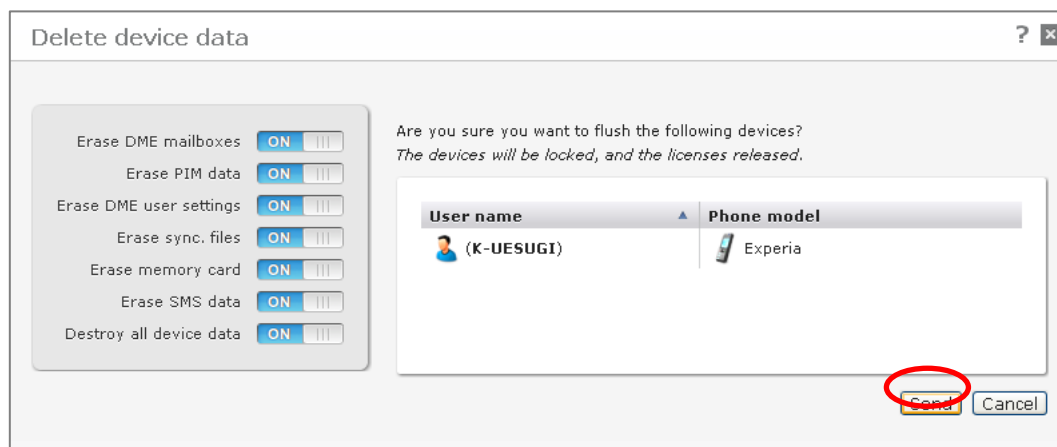 Delete device data
?
Erase DME mailboxes ON
Erase PIM data ON
Erase DME user settings ON
Erase sync. files ON
Erase memory card ON
Erase SMS data ON
Destroy all device data ON
Are you sure you want to flush the following devices?
The devices will be locked, and the licenses released.
User name Phone model
(K-UESUGI) Experia
Send Cancel